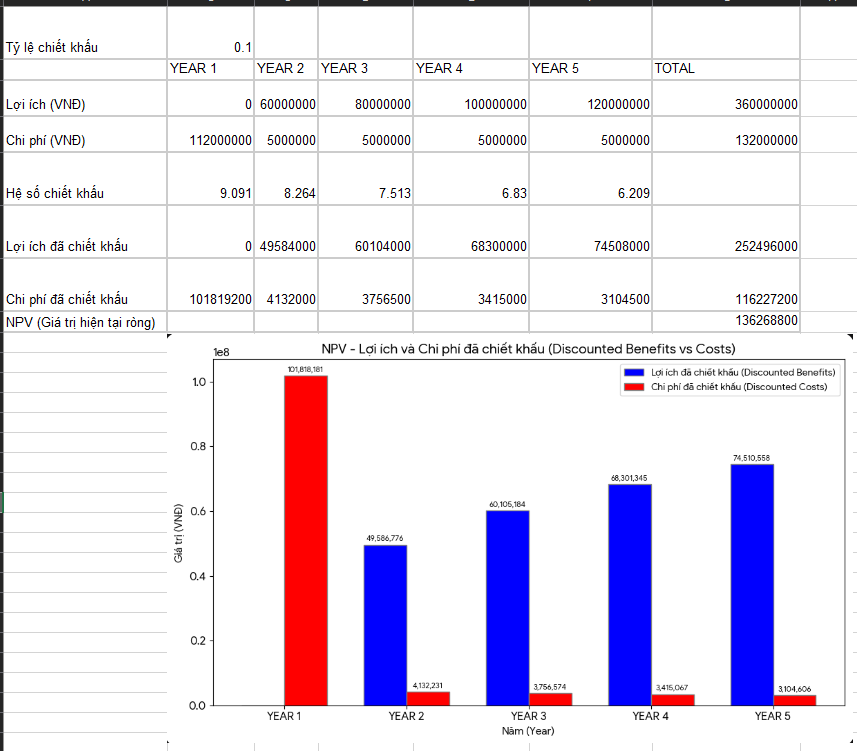 Tỷ lệ chiết khấu 0.1
YEAR 1 YEAR 2 YEAR 3 YEAR 4 YEAR 5 TOTAL
Lợi ích (VNĐ) 0 60000000 80000000 100000000 120000000 360000000
Chi phí (VNĐ) 112000000 5000000 5000000 5000000 5000000 132000000
Hệ số chiết khấu 9.091 8.264 7.513 6.83 6.209
Lợi ích đã chiết khấu 0 49584000 60104000 68300000 74508000 252496000
Chi phí đã chiết khấu 101819200 4132000 3756500 3415000 3104500 116227200
NPV (Giá trị hiện tại ròng) 136268800
NPV - Lợi ích và Chi phí đã chiết khấu (Discounted Benefits vs Costs)
1e8
Lợi ích đã chiết khấu (Discounted Benefits)
Chi phí đã chiết khấu (Discounted Costs)
101,818,181
1.0
0.8
74,510,558
68,301,345
60,105,184
0.6
49,586,776
0.4
0.2
4,132,231
3,756,574
3,415,067
3,104,606
0.0
Giá trị (VNĐ)
YEAR 1 YEAR 2 YEAR 3 YEAR 4 YEAR 5
Năm (Year)